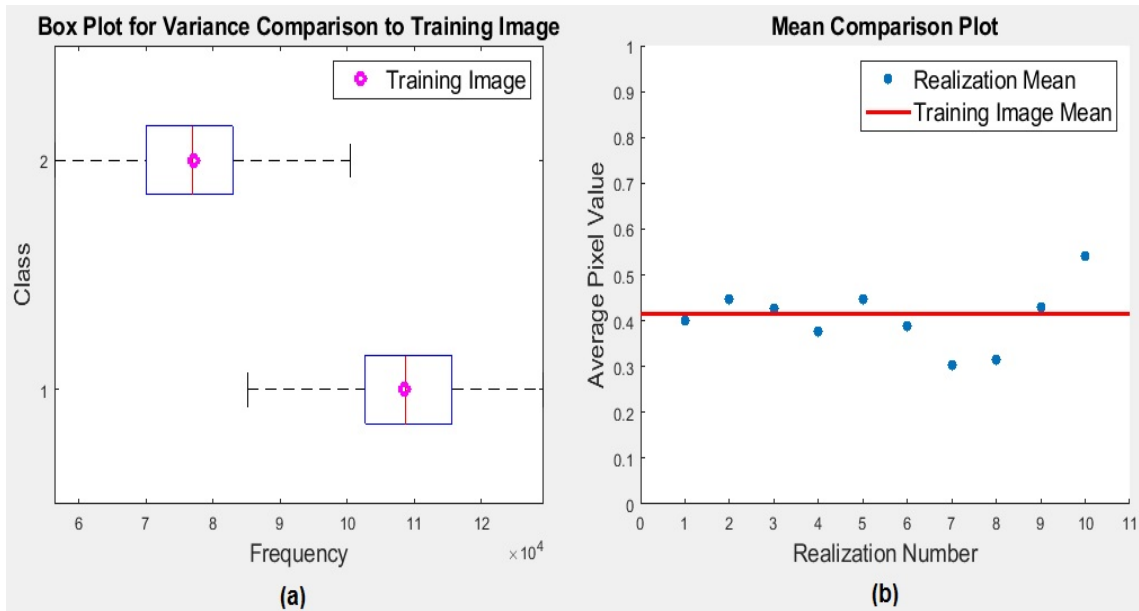 Box Plot for Variance Comparison to Training Image
Training Image
2
1
Class
6 7 8 9 10 11 12
×10^4
Frequency
(a)
Mean Comparison Plot
Realization Mean
Training Image Mean
1
0.9
0.8
0.7
0.6
0.5
0.4
0.3
0.2
0.1
0
Average Pixel Value
0 1 2 3 4 5 6 7 8 9 10 11
Realization Number
(b)